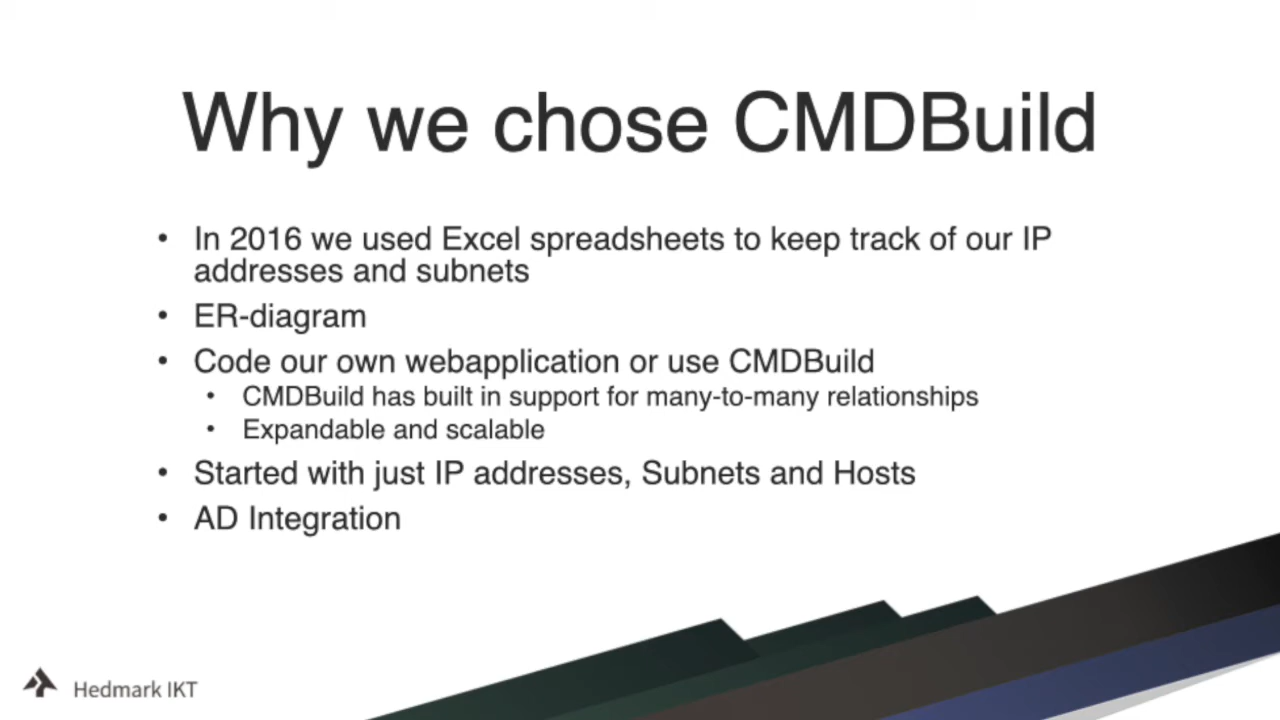 Why we chose CMDBuild
• In 2016 we used Excel spreadsheets to keep track of our IP
addresses and subnets
• ER-diagram
• Code our own webapplication or use CMDBuild
• CMDBuild has built in support for many-to-many relationships
• Expandable and scalable
• Started with just IP addresses, Subnets and Hosts
• AD Integration
Hedmark IKT